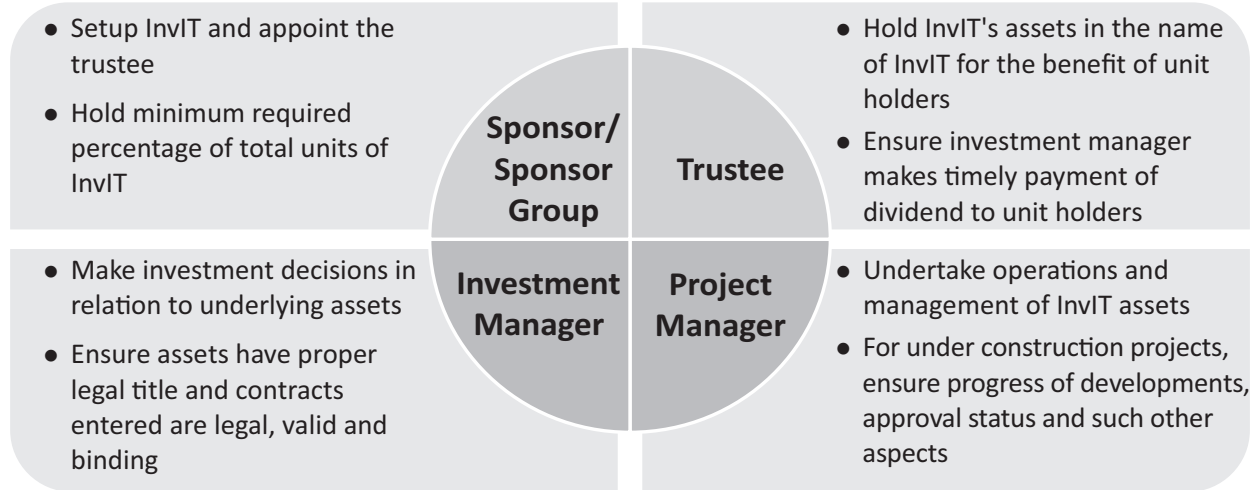 ● Setup InvIT and appoint the
trustee
● Hold minimum required
percentage of total units of
InvIT
Sponsor/
Sponsor
Group
Trustee
● Hold InvIT's assets in the name
of InvIT for the benefit of unit
holders
● Ensure investment manager
makes timely payment of
dividend to unit holders
● Make investment decisions in
relation to underlying assets
● Ensure assets have proper
legal title and contracts
entered are legal, valid and
binding
Investment
Manager
Project
Manager
● Undertake operations and
management of InvIT assets
● For under construction projects,
ensure progress of developments,
approval status and such other
aspects